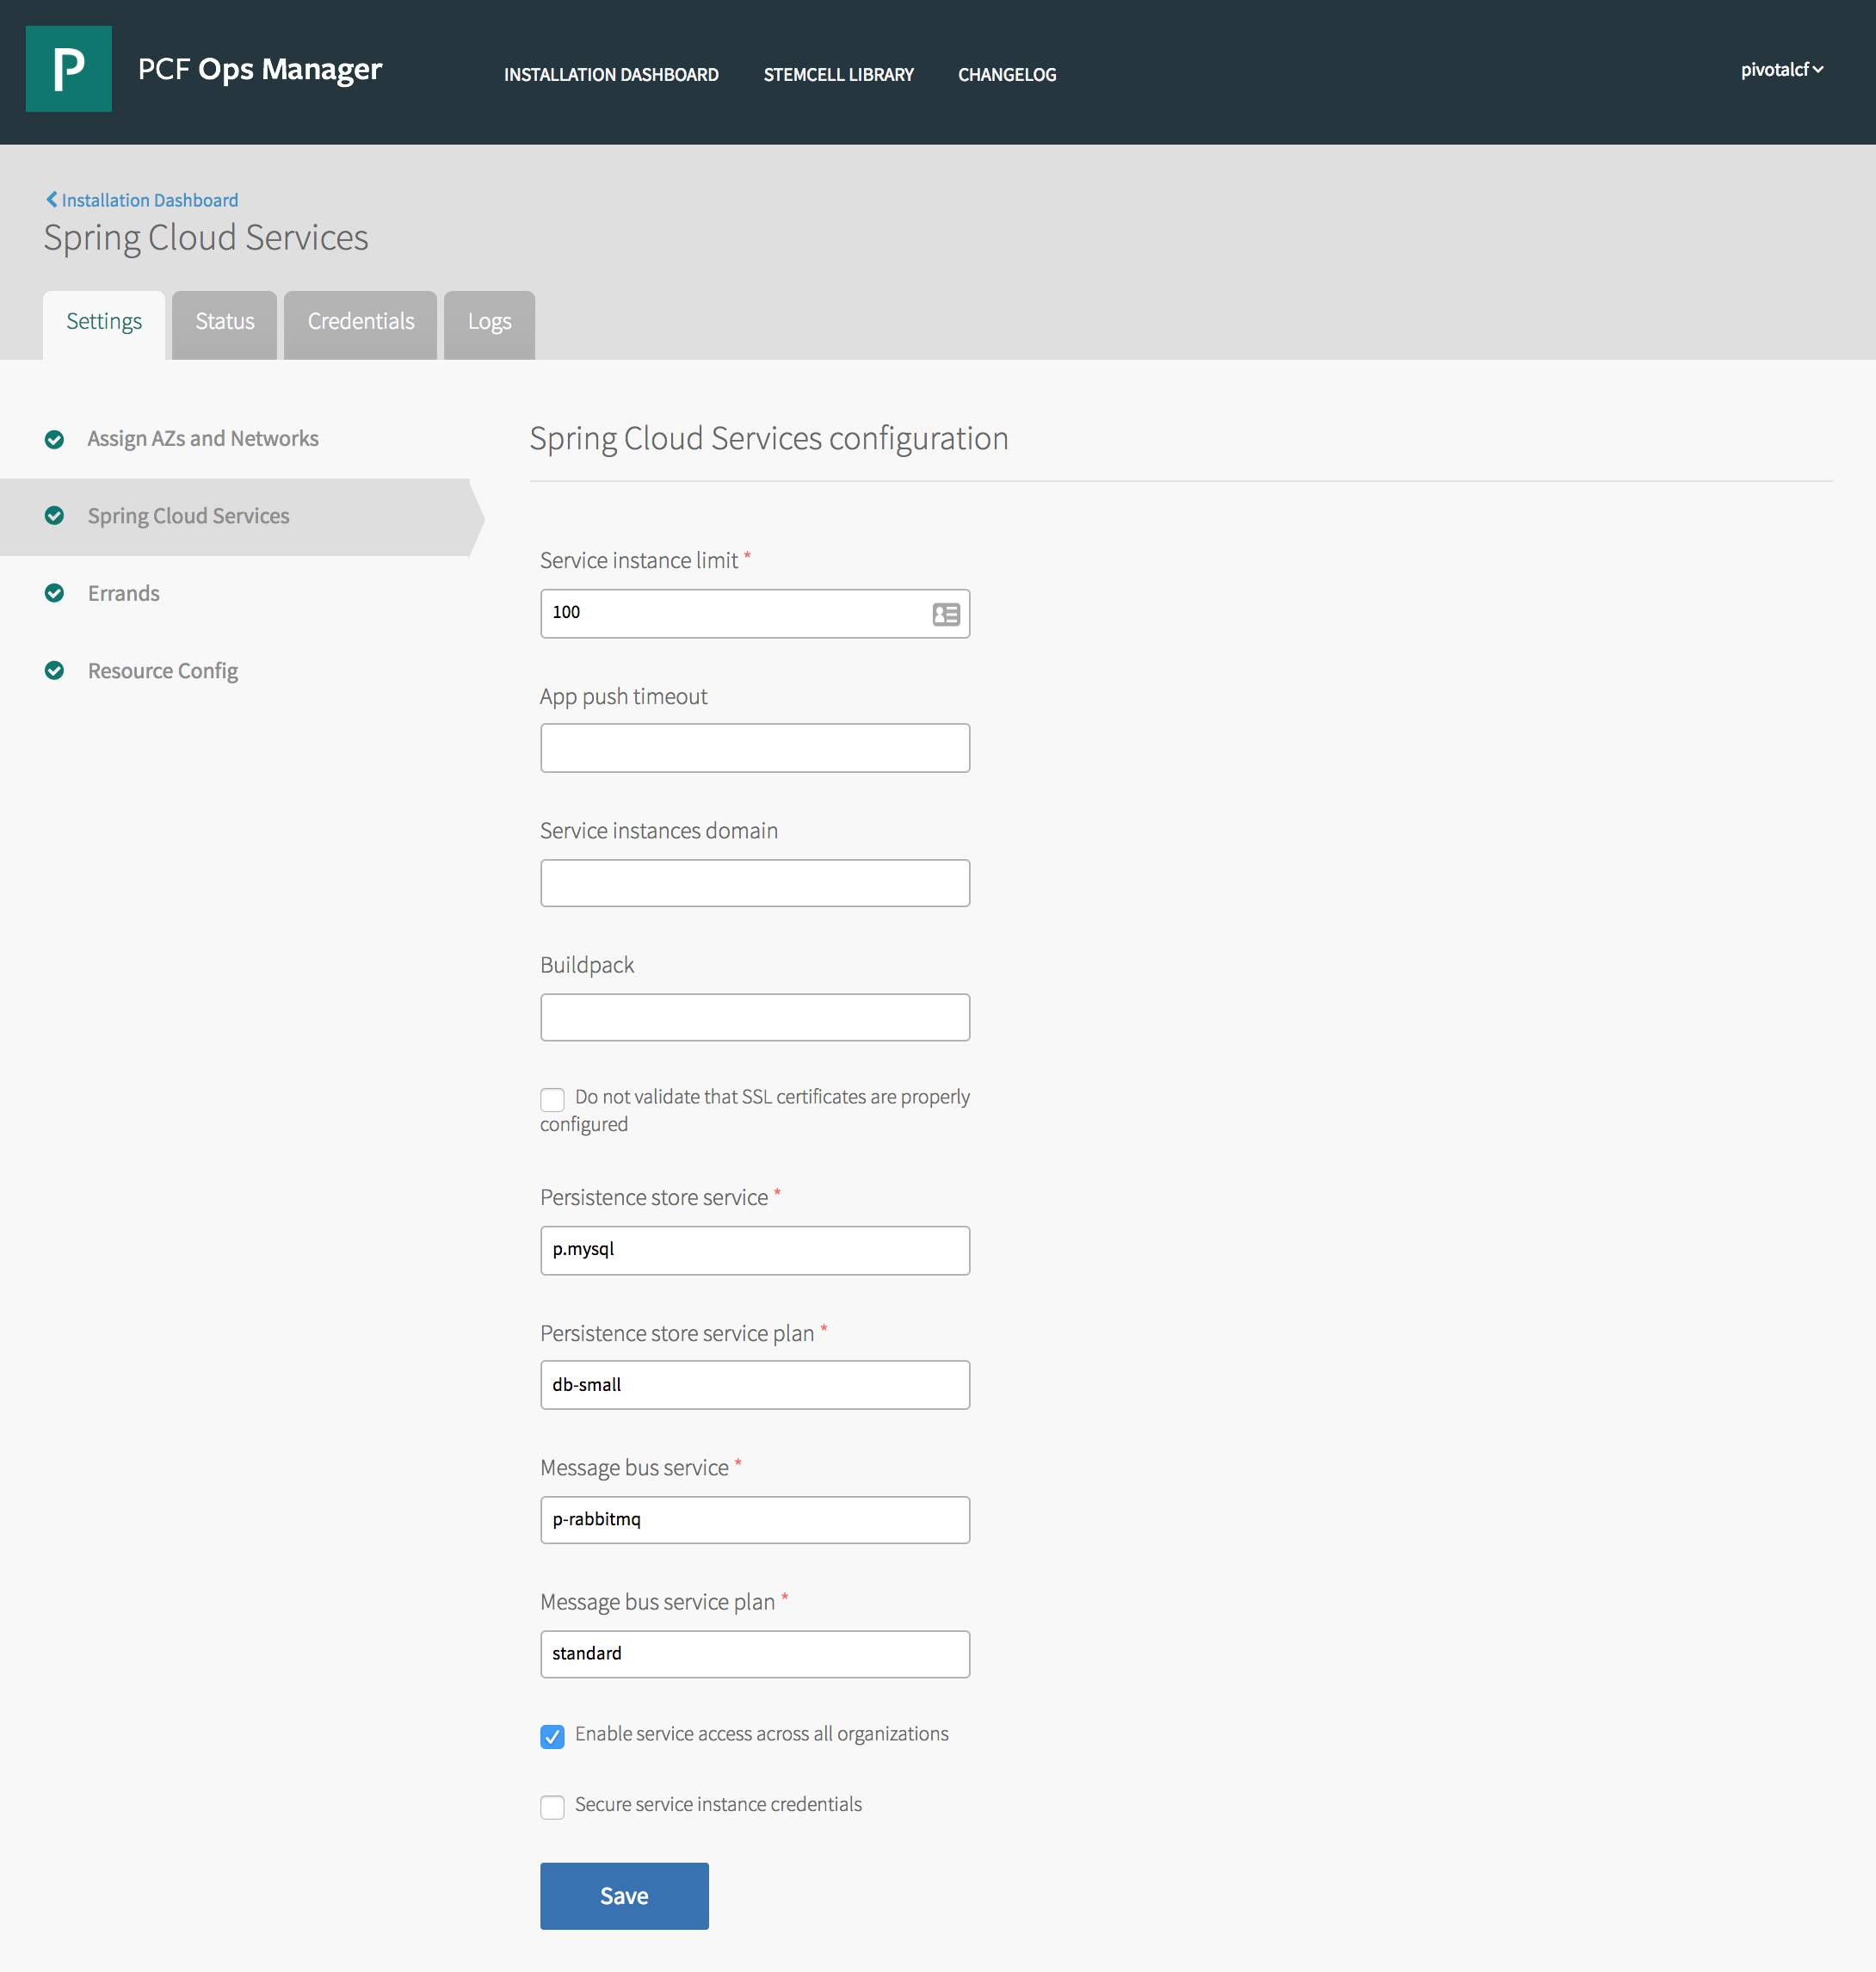 P
PCF Ops Manager
INSTALLATION DASHBOARD
STEMCELL LIBRARY
CHANGELOG
pivotalcf
Installation Dashboard
Spring Cloud Services
Settings
Status
Credentials
Logs
Assign AZs and Networks
Spring Cloud Services
Errands
Resource Config
Spring Cloud Services configuration
Service instance limit *
100
App push timeout
Service instances domain
Buildpack
Do not validate that SSL certificates are properly
configured
Persistence store service *
p.mysql
Persistence store service plan *
db-small
Message bus service *
p-rabbitmq
Message bus service plan *
standard
Enable service access across all organizations
Secure service instance credentials
Save